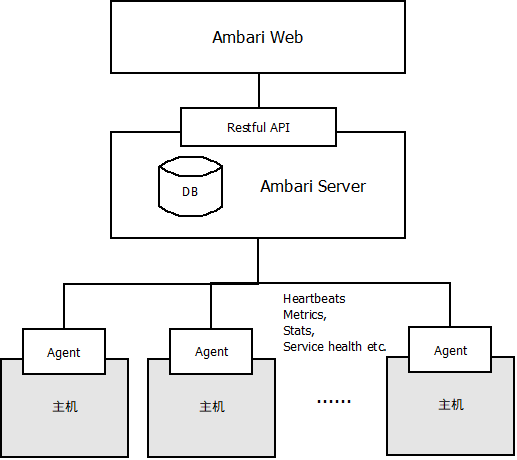 Ambari Web
Restful API
DB
Ambari Server
Heartbeats
Metrics,
Stats,
Service health etc.
Agent
Agent
Agent
主机
主机
......
主机